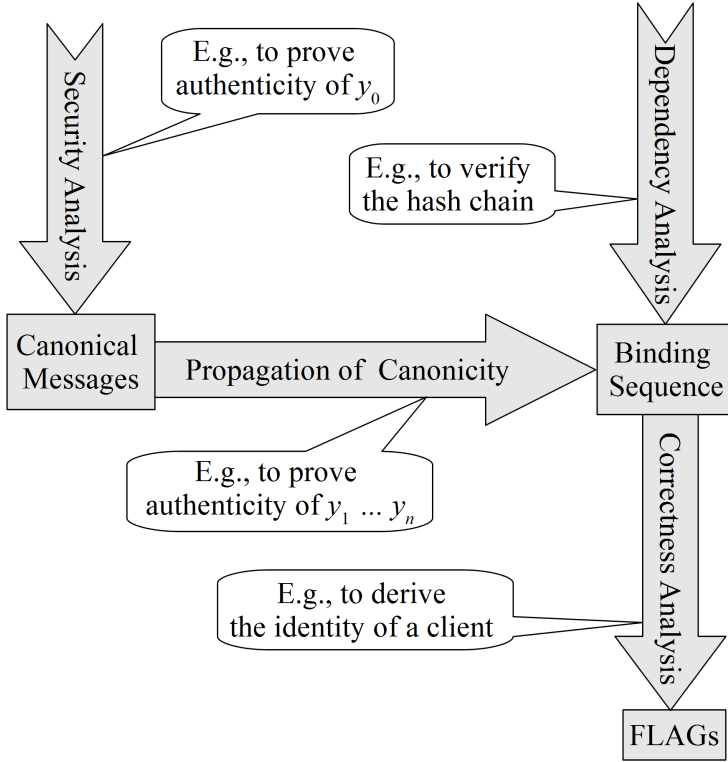 Security Analysis
E.g., to prove
authenticity of y0
Dependency Analysis
E.g., to verify
the hash chain
Canonical
Messages
Propagation of Canonicity
Binding
Sequence
E.g., to prove
authenticity of y1 ... yn
Correctness Analysis
E.g., to derive
the identity of a client
FLAGs